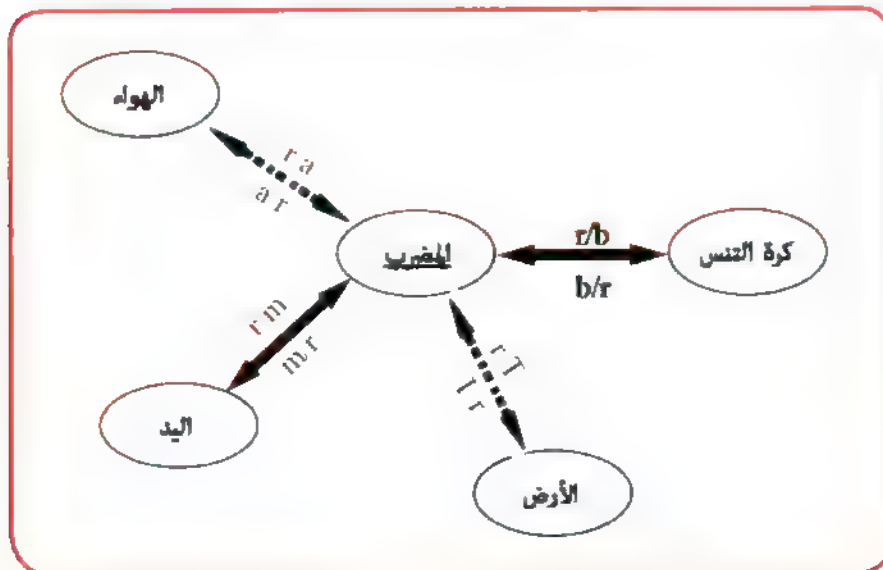 الهواء
r a
a r
المضرب
r/b
b/r
كرة التنس
r m
m r
r T
T r
اليد
الأرض